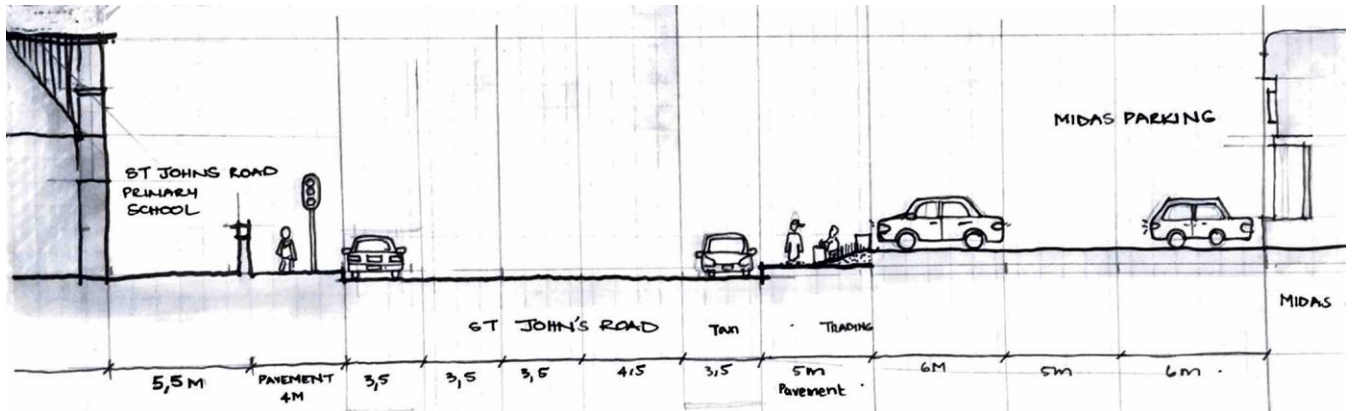 MIDAS PARKING
ST JOHNS ROAD
PRIMARY
SCHOOL
MIDAS
ST JOHN'S ROAD
TRADING
5,5M
PAVEMENT
4M
3,5
3,5
3,5
4,5
3,5
5m
Pavement
6M
5m
6m